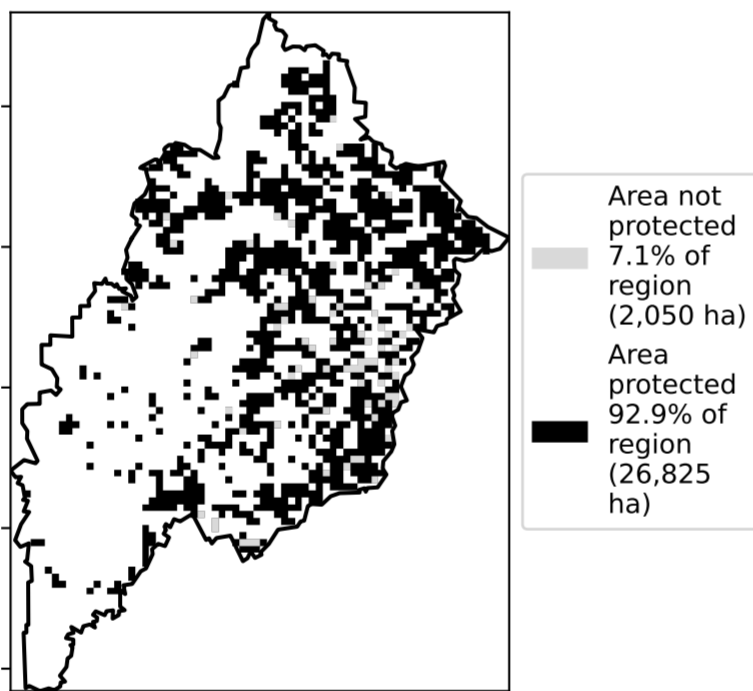 Area not
protected
7.1% of
region
(2,050 ha)
Area
protected
92.9% of
region
(26,825
ha)